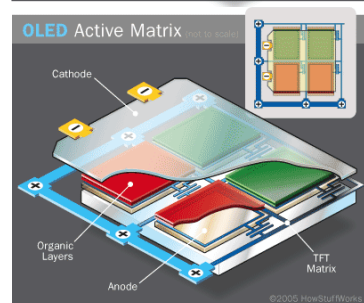 OLED Active Matrix (not to scale)
Cathode
Organic
Layers
Anode
TFT
Matrix
©2005 HowStuffWorks